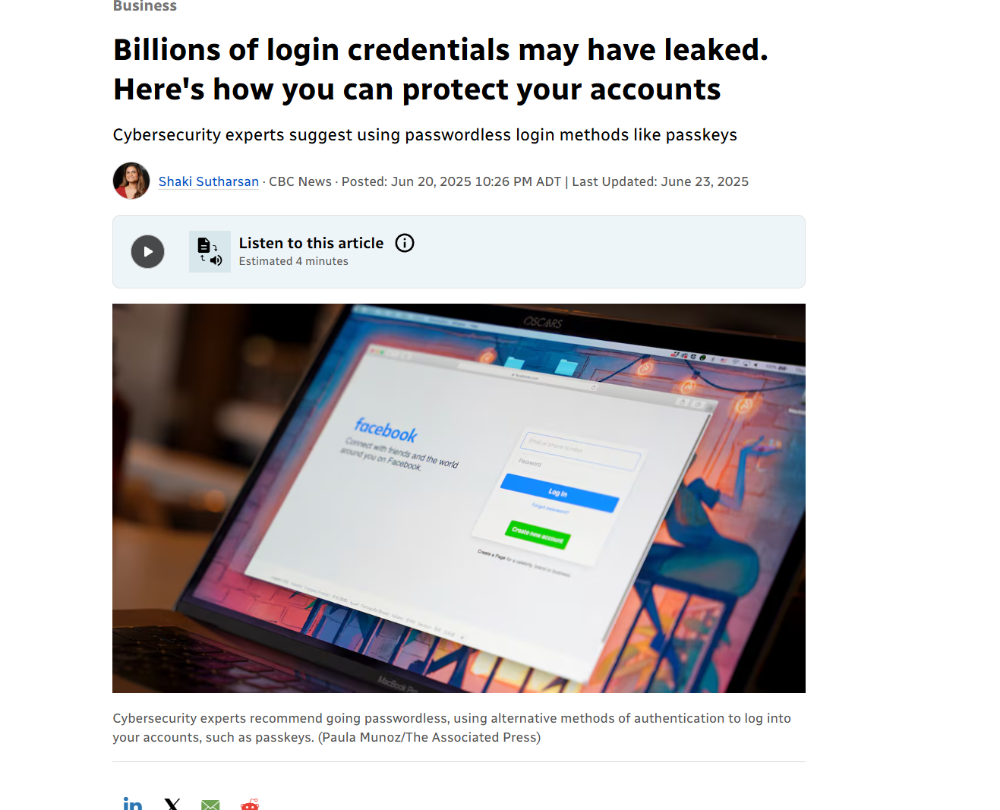 Business
Billions of login credentials may have leaked.
Here's how you can protect your accounts
Cybersecurity experts suggest using passwordless login methods like passkeys
Shaki Sutharsan · CBC News · Posted: Jun 20, 2025 10:26 PM ADT | Last Updated: June 23, 2025
Listen to this article
Estimated 4 minutes
OSCARS
facebook.com
facebook
Connect with friends and the world
around you on Facebook.
Email or phone number
Password
Log In
Forgot password?
Create new account
Create a Page for a celebrity, brand or business.
MacBook Pro
Cybersecurity experts recommend going passwordless, using alternative methods of authentication to log into
your accounts, such as passkeys. (Paula Munoz/The Associated Press)
in
X